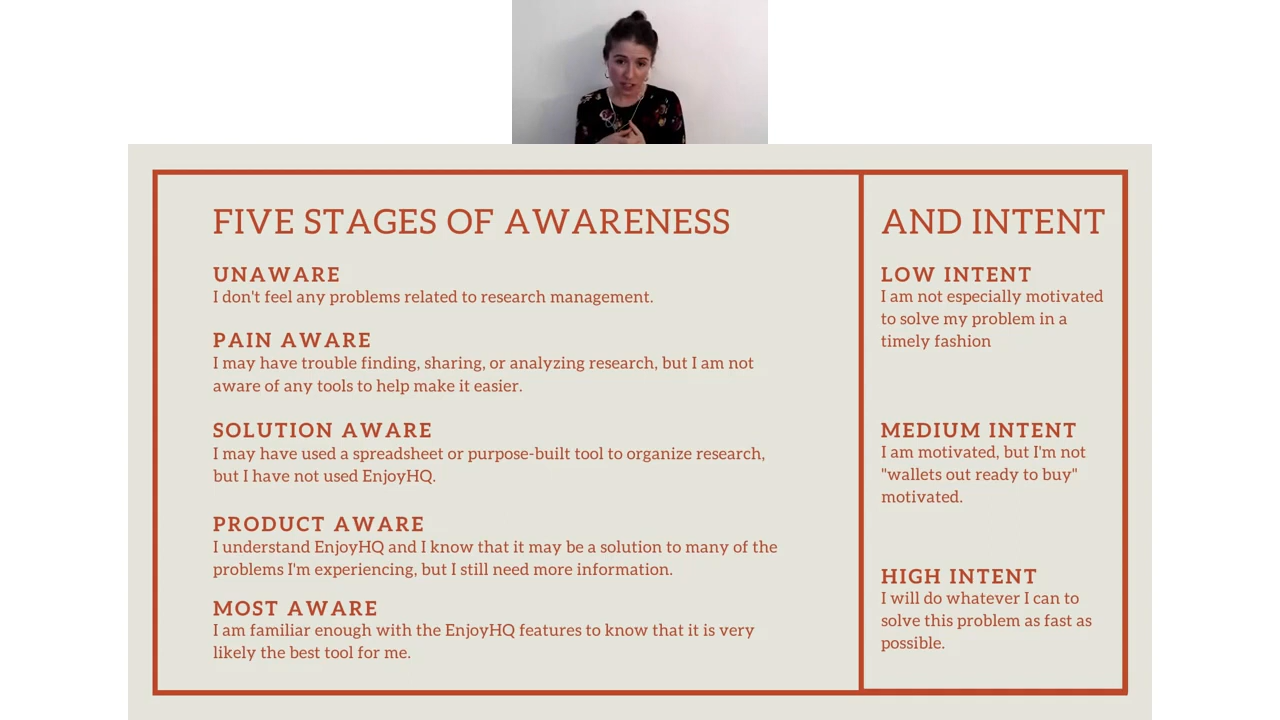 FIVE STAGES OF AWARENESS
UNAWARE
I don't feel any problems related to research management.
PAIN AWARE
I may have trouble finding, sharing, or analyzing research, but I am not
aware of any tools to help make it easier.
SOLUTION AWARE
I may have used a spreadsheet or purpose-built tool to organize research,
but I have not used EnjoyHQ.
PRODUCT AWARE
I understand EnjoyHQ and I know that it may be a solution to many of the
problems I'm experiencing, but I still need more information.
MOST AWARE
I am familiar enough with the EnjoyHQ features to know that it is very
likely the best tool for me.
AND INTENT
LOW INTENT
I am not especially motivated
to solve my problem in a
timely fashion
MEDIUM INTENT
I am motivated, but I'm not
"wallets out ready to buy"
motivated.
HIGH INTENT
I will do whatever I can to
solve this problem as fast as
possible.